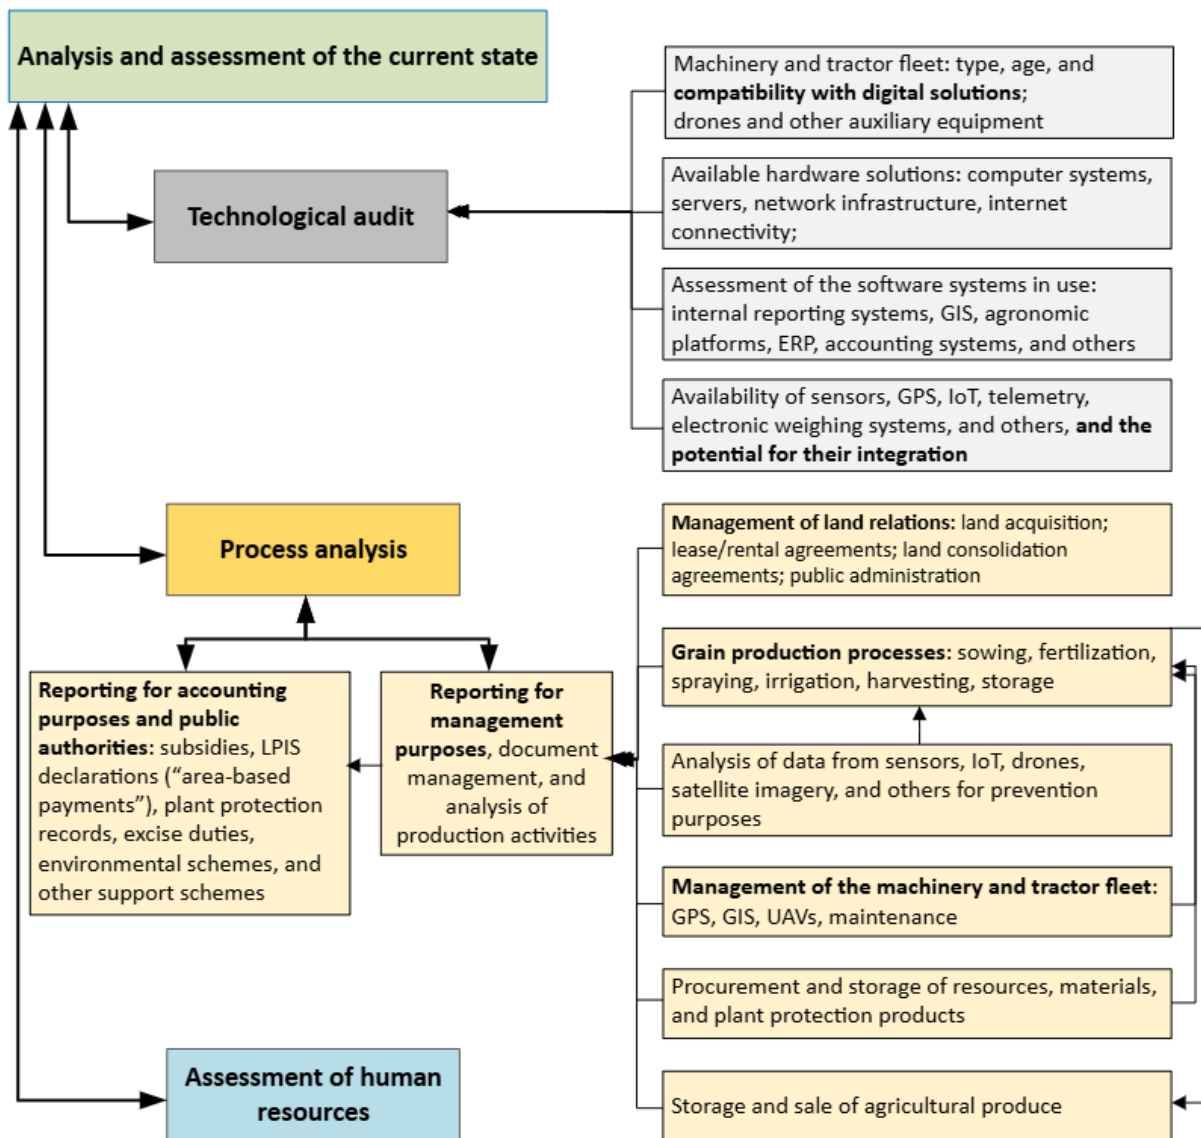 Analysis and assessment of the current state
Machinery and tractor fleet: type, age, and
compatibility with digital solutions;
drones and other auxiliary equipment
Technological audit
Available hardware solutions: computer systems,
servers, network infrastructure, internet
connectivity;
Assessment of the software systems in use:
internal reporting systems, GIS, agronomic
platforms, ERP, accounting systems, and others
Availability of sensors, GPS, IoT, telemetry,
electronic weighing systems, and others, and the
potential for their integration
Process analysis
Management of land relations: land acquisition;
lease/rental agreements; land consolidation
agreements; public administration
Grain production processes: sowing, fertilization,
spraying, irrigation, harvesting, storage
Reporting for accounting
purposes and public
authorities: subsidies, LPIS
declarations (“area-based
payments”), plant protection
records, excise duties,
environmental schemes, and
other support schemes
Reporting for
management
purposes, document
management, and
analysis of
production activities
Analysis of data from sensors, IoT, drones,
satellite imagery, and others for prevention
purposes
Management of the machinery and tractor fleet:
GPS, GIS, UAVs, maintenance
Procurement and storage of resources, materials,
and plant protection products
Assessment of human
resources
Storage and sale of agricultural produce